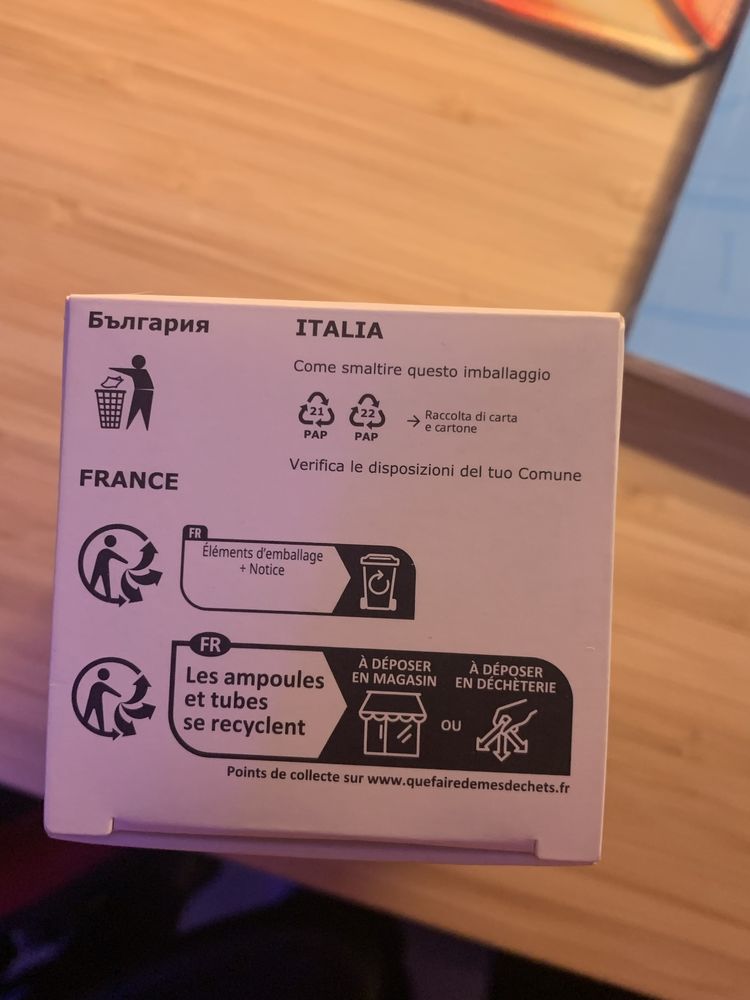 България
ITALIA
Come smaltire questo imballaggio
21
PAP
22
PAP
→ Raccolta di carta
e cartone
Verifica le disposizioni del tuo Comune
FRANCE
FR
Éléments d'emballage
+ Notice
FR
Les ampoules
et tubes
se recyclent
À DÉPOSER
EN MAGASIN
OU
À DÉPOSER
EN DÉCHÈTERIE
Points de collecte sur www.quefairedemesdechets.fr